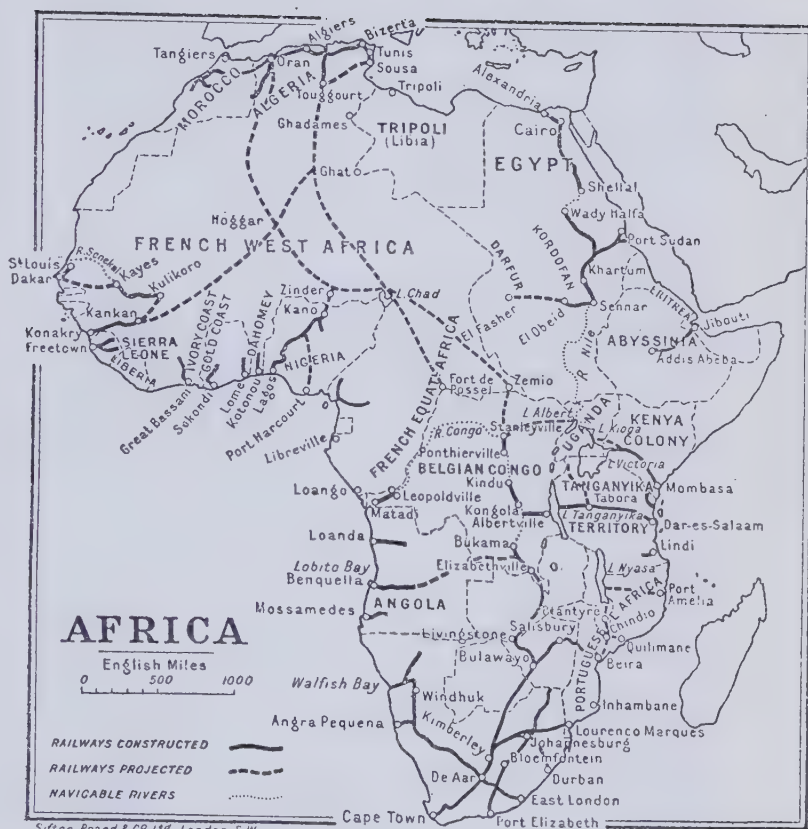 Tangiers
Algiers
Bizerta
Oran
Tunis
Sousa
MOROCCO
ALGERIA
Touggourt
Tripoli
Alexandria
Ghadames
TRIPOLI
(Libia)
Cairo
EGYPT
Ghat
Shellal
Wady Halfa
Hoggar
FRENCH WEST AFRICA
DARFUR
KORDOFAN
Port Sudan
St Louis
Dakar
Kayes
Kulikoro
Khartum
Zinder
L. Chad
Kano
El Fasher
El Obeid
Sennar
ERITREA
Jibouti
Kankan
Konakry
Freetown
SIERRA
LEONE
LIBERIA
IVORY COAST
GOLD COAST
DAHOMEY
NIGERIA
ABYSSINIA
Addis Abeba
R. Nile
Great Bassam
Sekondi
Lome
Kotonou
Lagos
Port Harcourt
FRENCH EQUAT. AFRICA
Fort de
Possel
Zemio
L Albert
Stanleyville
UGANDA
L Kioga
KENYA
COLONY
Libreville
R. Congo
Ponthierville
BELGIAN CONGO
L Victoria
Loango
Leopoldville
Kindu
TANGANYIKA
Tabora
Mombasa
Matadi
Kongola
Albertville
L Tanganyika
TERRITORY
Dar-es-Salaam
Loanda
Bukama
Lindi
Lobito Bay
Benquella
Elizabethville
L. Nyasa
Port
Amelia
ANGOLA
Blantyre
Mossamedes
Livingstone
Salisbury
Chindio
Quilimane
Bulawayo
Beira
PORTUGUESE E. AFRICA
AFRICA
English Miles
0 500 1000
Walfish Bay
Windhuk
Inhambane
Angra Pequena
Kimberley
Lourenco Marques
Johannesburg
Bloemfontein
RAILWAYS CONSTRUCTED
RAILWAYS PROJECTED
NAVIGABLE RIVERS
De Aar
Durban
East London
Cape Town
Port Elizabeth